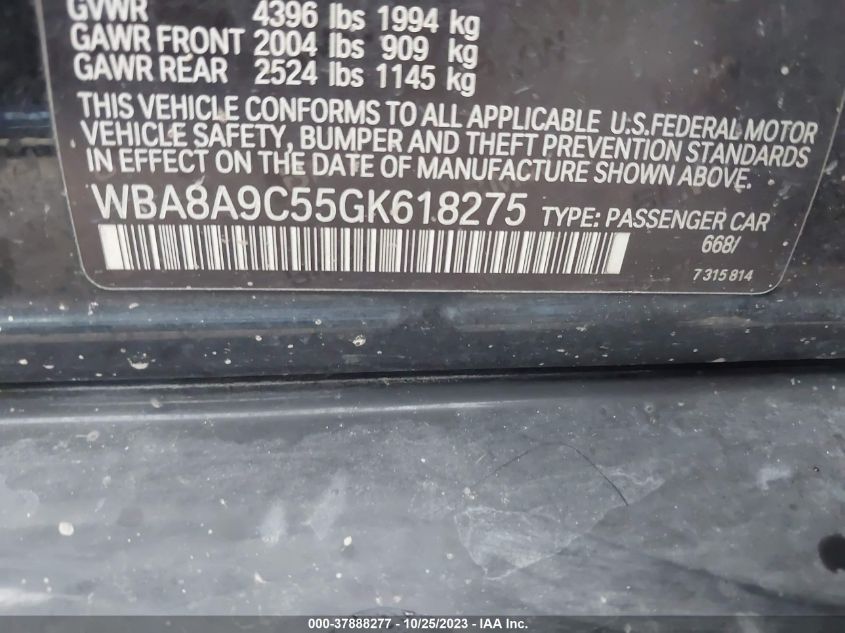 GVWR 4396 lbs 1994 kg
GAWR FRONT 2004 lbs 909 kg
GAWR REAR 2524 lbs 1145 kg
THIS VEHICLE CONFORMS TO ALL APPLICABLE U.S.FEDERAL MOTOR
VEHICLE SAFETY, BUMPER AND THEFT PREVENTION STANDARDS
IN EFFECT ON THE DATE OF MANUFACTURE SHOWN ABOVE.
WBA8A9C55GK618275 TYPE: PASSENGER CAR
668/
7 315 814
000-37888277 - 10/25/2023 - IAA Inc.